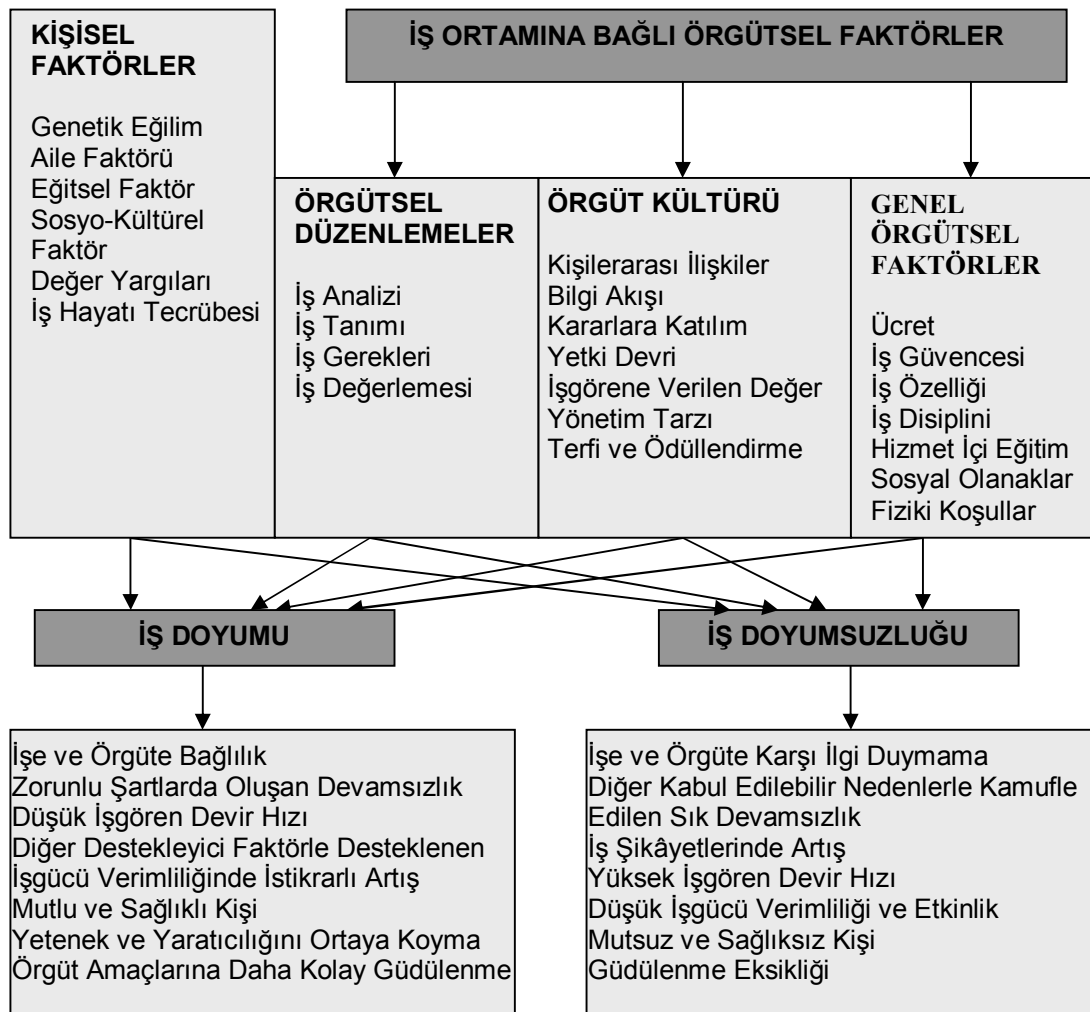 KİŞİSEL
FAKTÖRLER
Genetik Eğilim
Aile Faktörü
Eğitsel Faktör
Sosyo-Kültürel
Faktör
Değer Yargıları
İş Hayatı Tecrübesi
İŞ ORTAMINA BAĞLI ÖRGÜTSEL FAKTÖRLER
ÖRGÜTSEL
DÜZENLEMELER
İş Analizi
İş Tanımı
İş Gerekleri
İş Değerlemesi
ÖRGÜT KÜLTÜRÜ
Kişilerarası İlişkiler
Bilgi Akışı
Kararlara Katılım
Yetki Devri
İşgörene Verilen Değer
Yönetim Tarzı
Terfi ve Ödüllendirme
GENEL
ÖRGÜTSEL
FAKTÖRLER
Ücret
İş Güvencesi
İş Özelliği
İş Disiplini
Hizmet İçi Eğitim
Sosyal Olanaklar
Fiziki Koşullar
İŞ DOYUMU
İŞ DOYUMSUZLUĞU
İşe ve Örgüte Bağlılık
Zorunlu Şartlarda Oluşan Devamsızlık
Düşük İşgören Devir Hızı
Diğer Destekleyici Faktörle Desteklenen
İşgücü Verimliliğinde İstikrarlı Artış
Mutlu ve Sağlıklı Kişi
Yetenek ve Yaratıcılığını Ortaya Koyma
Örgüt Amaçlarına Daha Kolay Güdülenme
İşe ve Örgüte Karşı İlgi Duymama
Diğer Kabul Edilebilir Nedenlerle Kamufle
Edilen Sık Devamsızlık
İş Şikâyetlerinde Artış
Yüksek İşgören Devir Hızı
Düşük İşgücü Verimliliği ve Etkinlik
Mutsuz ve Sağlıksız Kişi
Güdülenme Eksikliği